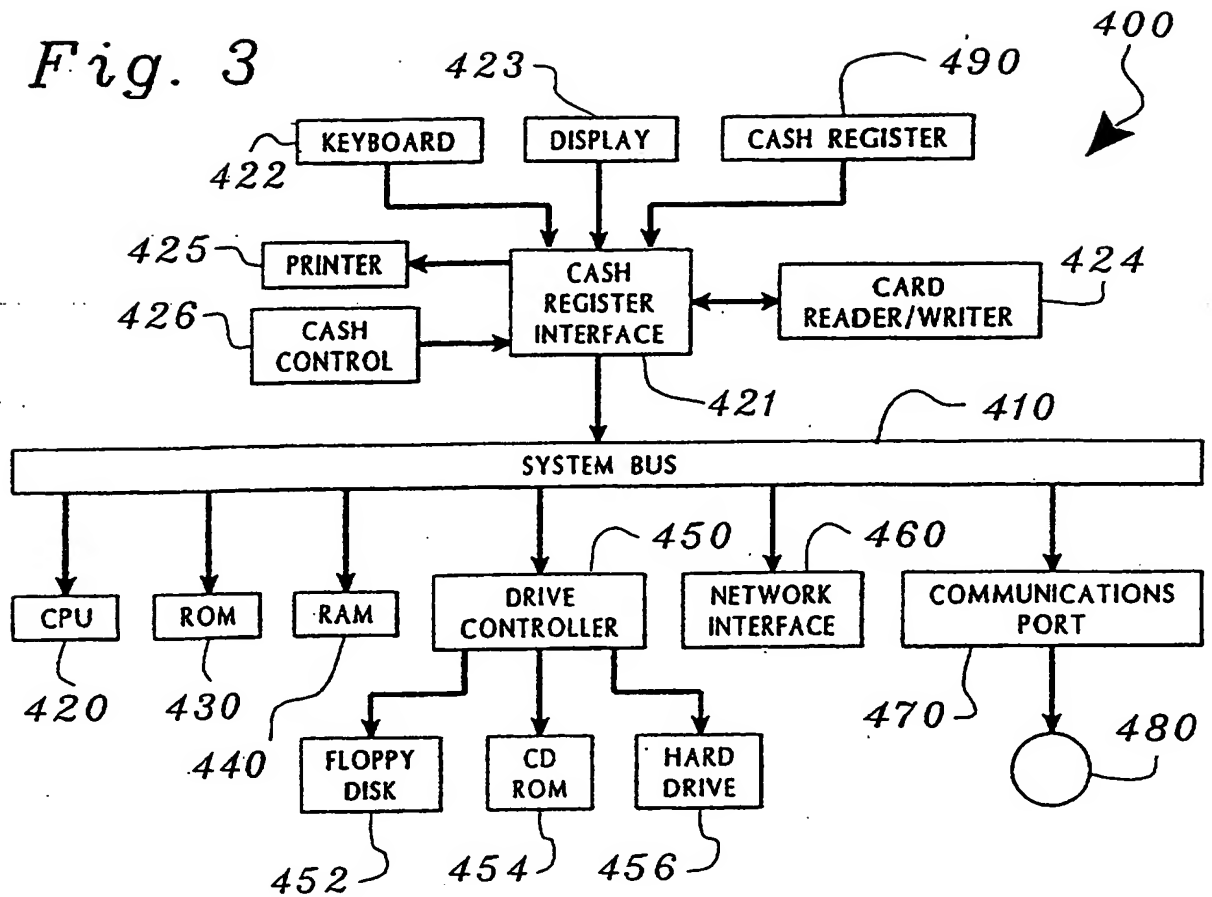 Fig. 3
400
423
490
KEYBOARD
DISPLAY
CASH REGISTER
422
425
PRINTER
CASH
REGISTER
INTERFACE
CARD
READER/WRITER
424
426
CASH
CONTROL
421
410
SYSTEM BUS
450
460
CPU
ROM
RAM
DRIVE
CONTROLLER
NETWORK
INTERFACE
COMMUNICATIONS
PORT
420
430
440
470
480
FLOPPY
DISK
CD
ROM
HARD
DRIVE
452
454
456